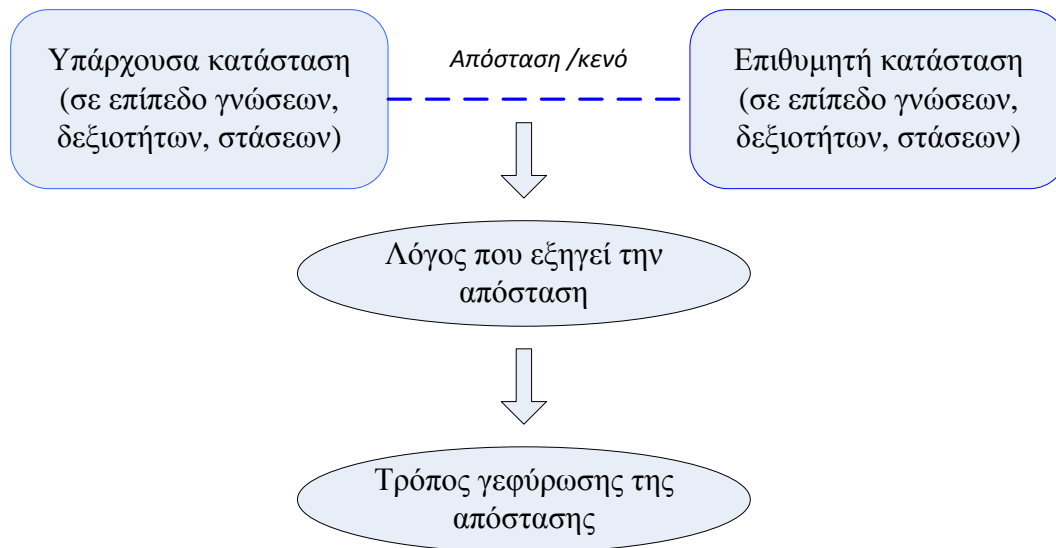 Υπάρχουσα κατάσταση
(σε επίπεδο γνώσεων,
δεξιοτήτων, στάσεων)
Απόσταση /κενό
Επιθυμητή κατάσταση
(σε επίπεδο γνώσεων,
δεξιοτήτων, στάσεων)
Λόγος που εξηγεί την
απόσταση
Τρόπος γεφύρωσης της
απόστασης